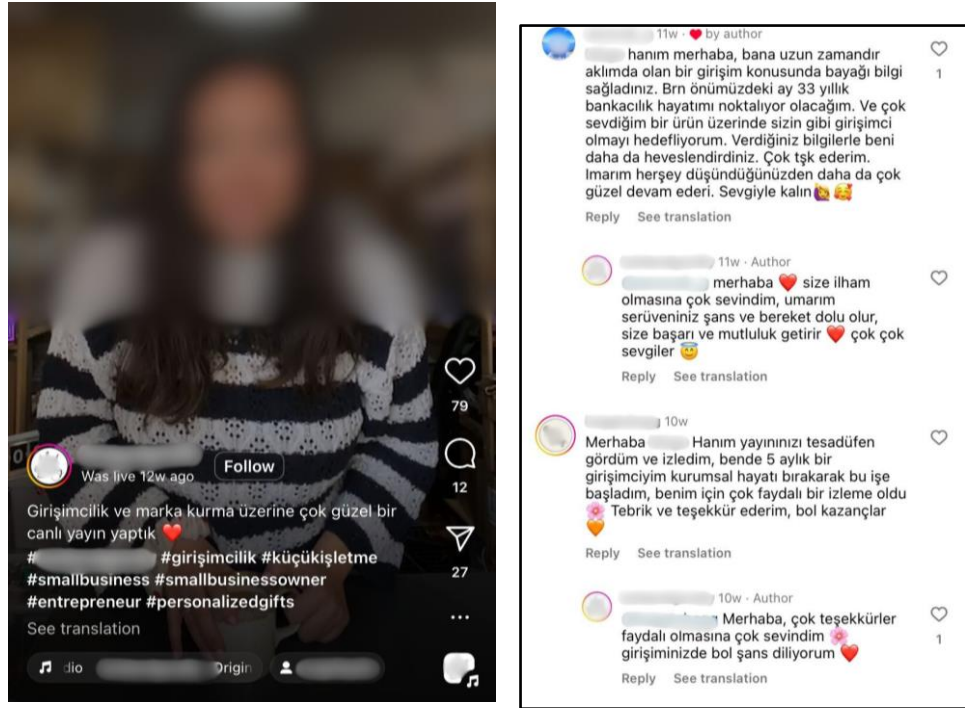 79
Was live 12w ago
Follow
12
Girişimcilik ve marka kurma üzerine çok güzel bir
canlı yayın yaptık ❤️
# #girişimcilik #küçükişletme
#smallbusiness #smallbusinessowner
#entrepreneur #personalizedgifts
27
See translation
dio Origin
11w · ❤️ by author
hanım merhaba, bana uzun zamandır
aklımda olan bir girişim konusunda bayağı bilgi
sağladınız. Brn önümüzdeki ay 33 yıllık
bankacılık hayatımı noktalıyor olacağım. Ve çok
sevdiğim bir ürün üzerinde sizin gibi girişimci
olmayı hedefliyorum. Verdiğiniz bilgilerle beni
daha da heveslendirdiniz. Çok tşk ederim.
Imarım herşey düşündüğünüzden daha da çok
güzel devam ederi. Sevgiyle kalın🙋‍♀️🥰
1
Reply See translation
11w · Author
merhaba ❤️ size ilham
olmasına çok sevindim, umarım
serüveniniz şans ve bereket dolu olur,
size başarı ve mutluluk getirir ❤️ çok çok
sevgiler 😇
Reply See translation
10w
Merhaba Hanım yayınınızı tesadüfen
gördüm ve izledim, bende 5 aylık bir
girişimciyim kurumsal hayatı bırakarak bu işe
başladım, benim için çok faydalı bir izleme oldu
🌸 Tebrik ve teşekkür ederim, bol kazançlar
🧡
Reply See translation
10w · Author
Merhaba, çok teşekkürler
faydalı olmasına çok sevindim 🌸
girişiminizde bol şans diliyorum ❤️
1
Reply See translation